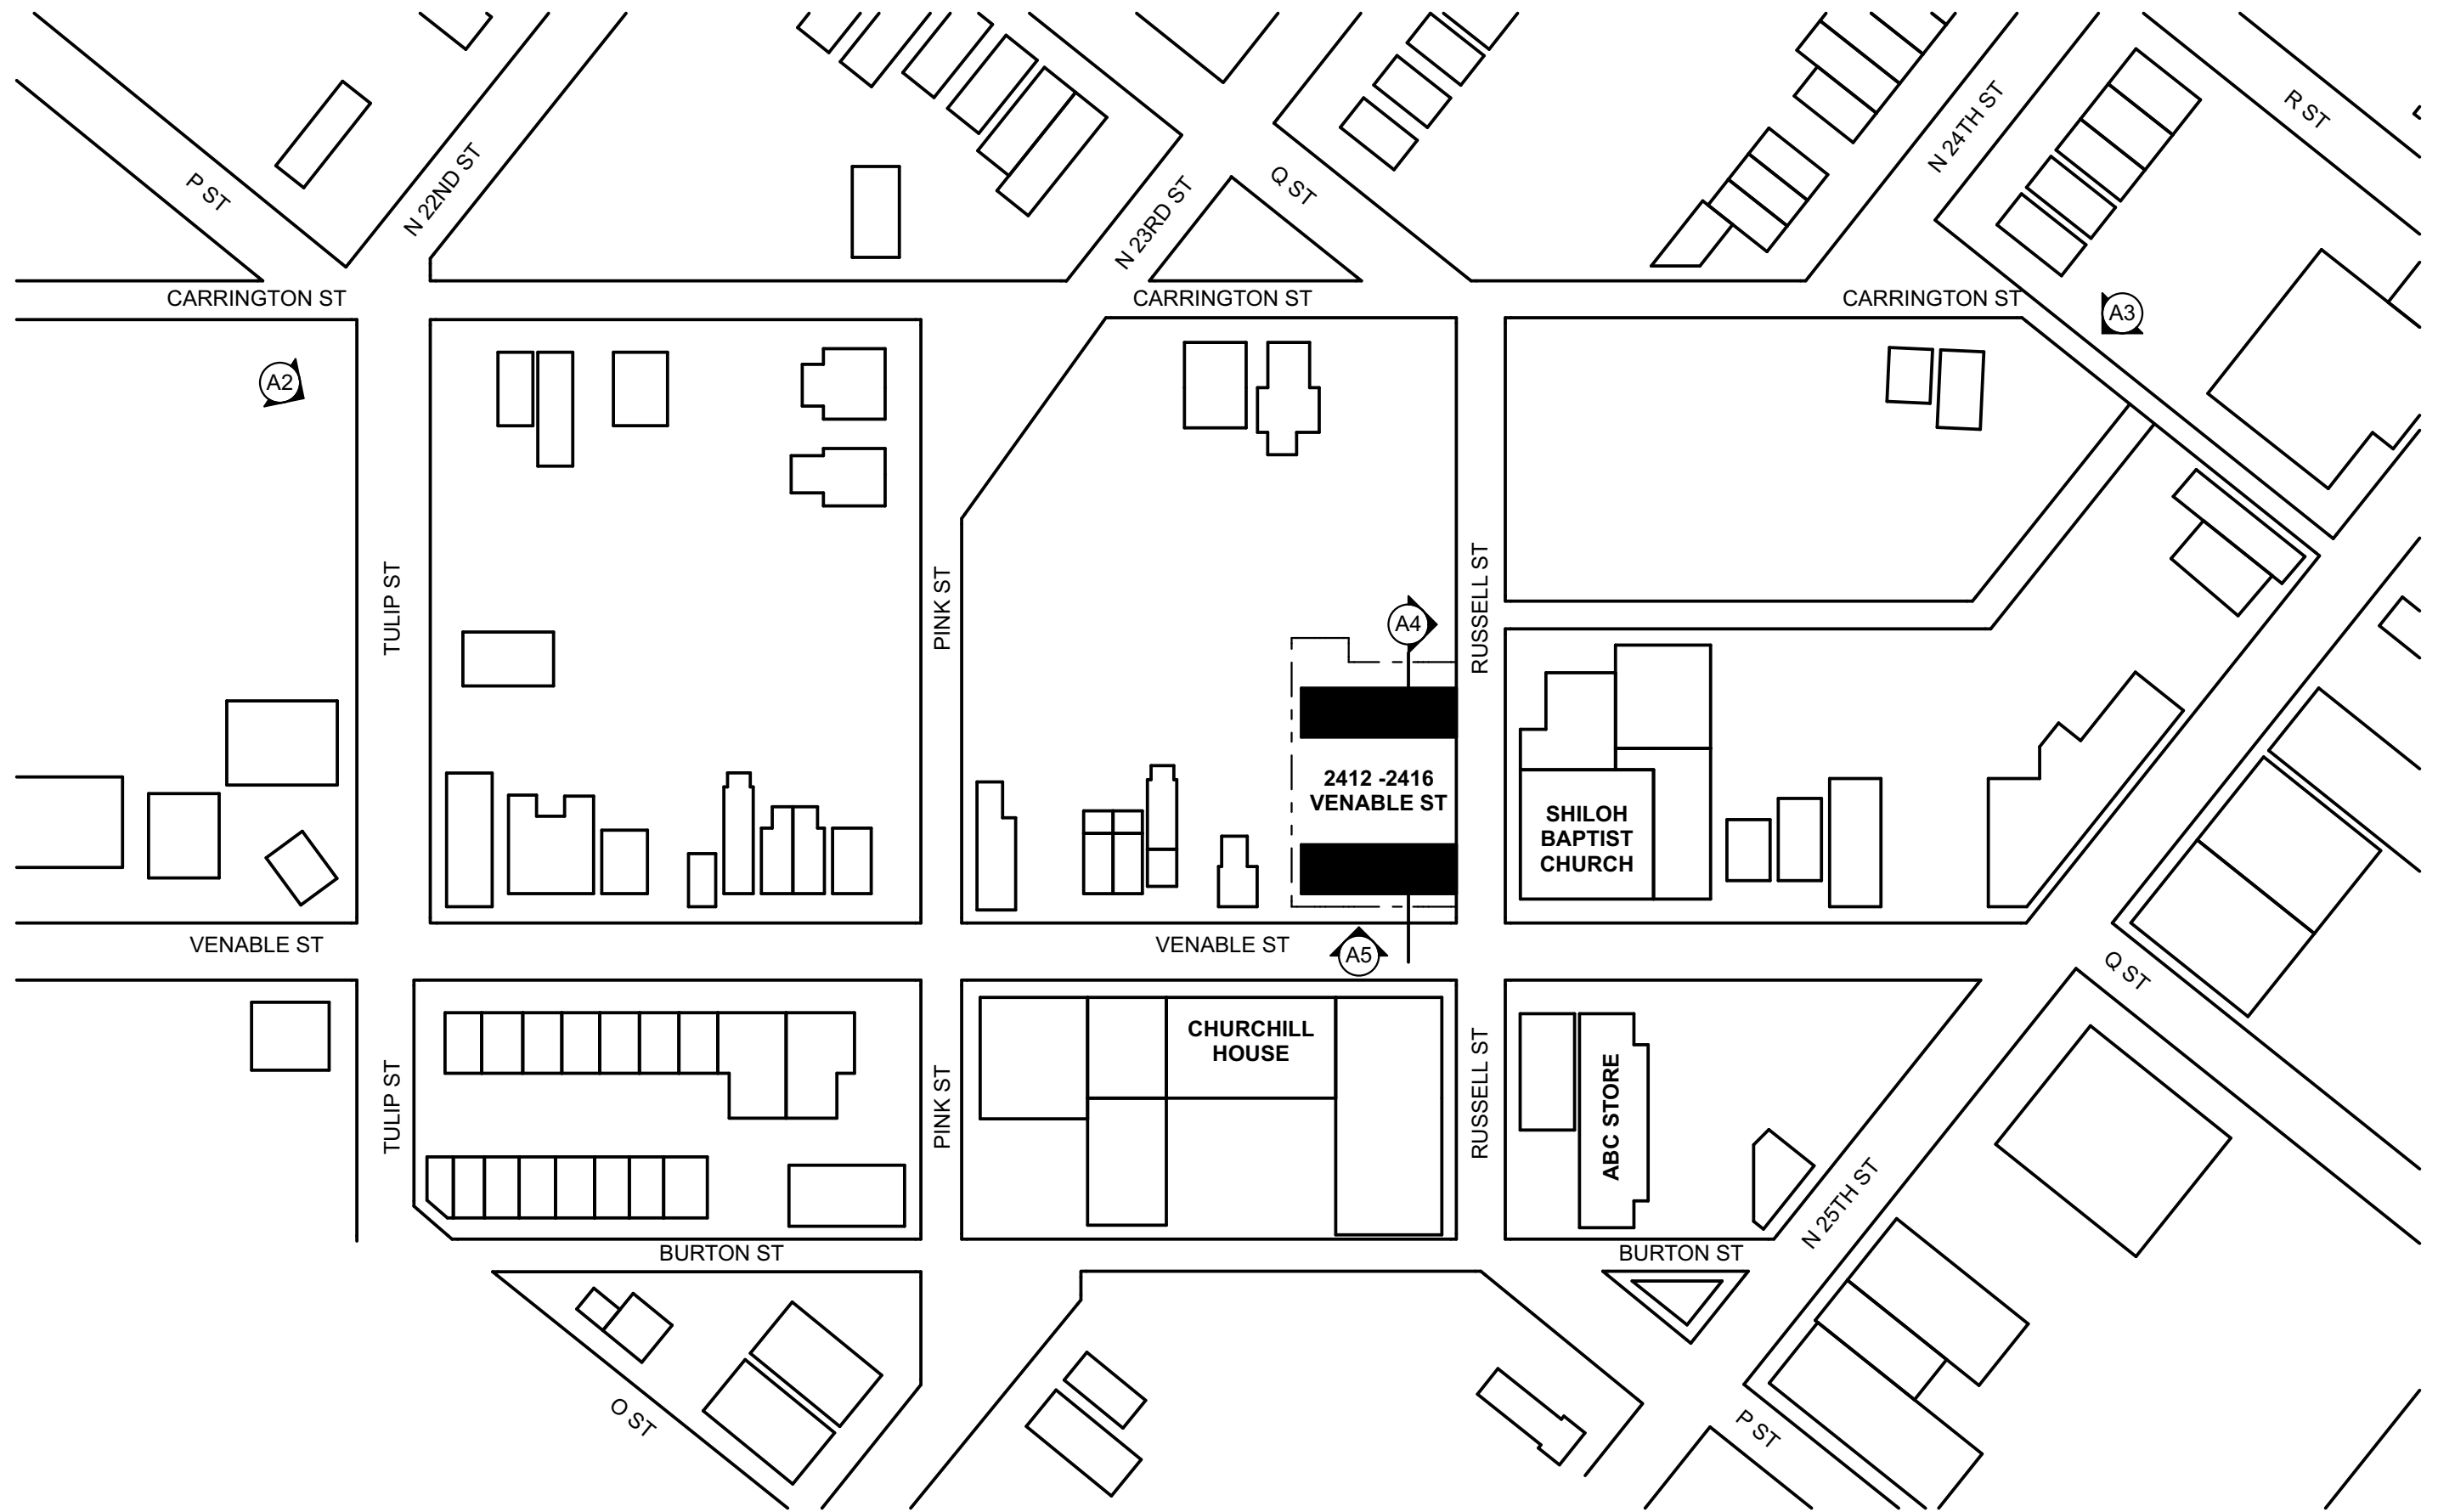 P ST
N 22ND ST
N 23RD ST
Q ST
N 24TH ST
R ST
CARRINGTON ST
CARRINGTON ST
CARRINGTON ST
A3
A2
TULIP ST
PINK ST
RUSSELL ST
A4
2412 -2416
VENABLE ST
SHILOH
BAPTIST
CHURCH
VENABLE ST
VENABLE ST
A5
Q ST
CHURCHILL
HOUSE
TULIP ST
PINK ST
RUSSELL ST
ABC STORE
N 25TH ST
BURTON ST
BURTON ST
O ST
P ST